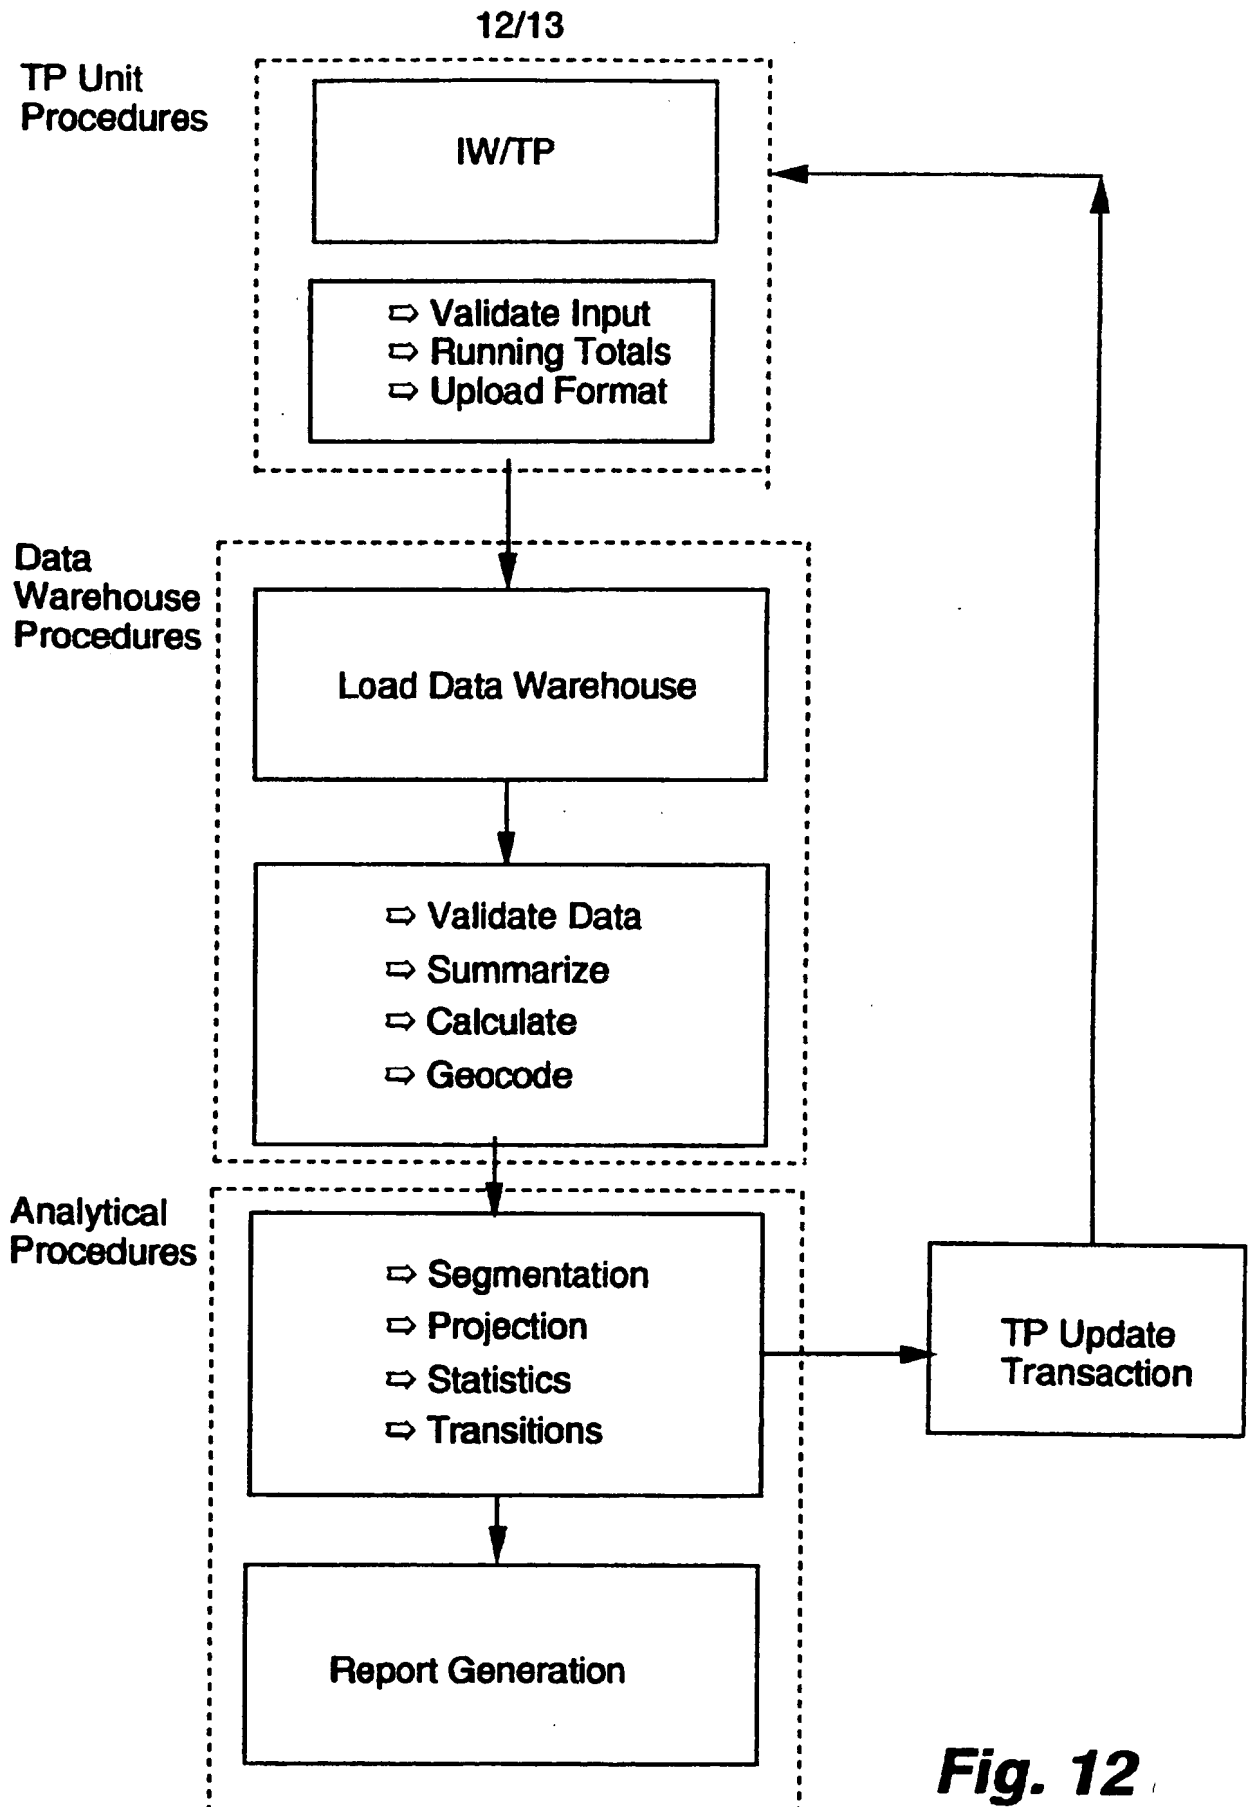 12/13
TP Unit
Procedures
IW/TP
⇨ Validate Input
⇨ Running Totals
⇨ Upload Format
Data
Warehouse
Procedures
Load Data Warehouse
⇨ Validate Data
⇨ Summarize
⇨ Calculate
⇨ Geocode
Analytical
Procedures
⇨ Segmentation
⇨ Projection
⇨ Statistics
⇨ Transitions
TP Update
Transaction
Report Generation
Fig. 12